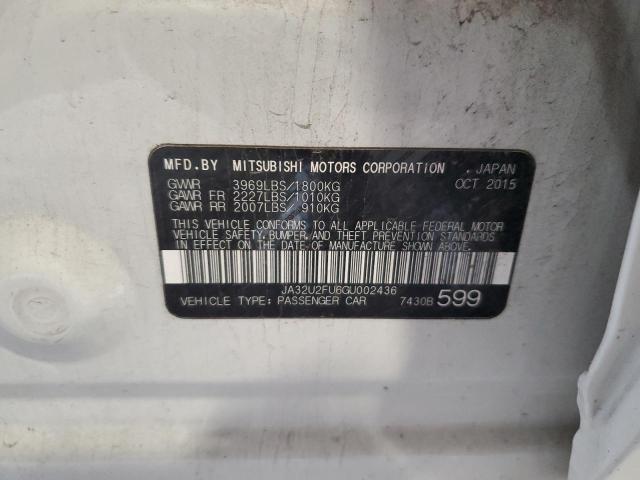 MFD.BY MITSUBISHI MOTORS CORPORATION / JAPAN
GVWR 3969LBS/1800KG OCT 2015
GAWR FR 2227LBS/1010KG
GAWR RR 2007LBS/ 910KG
THIS VEHICLE CONFORMS TO ALL APPLICABLE FEDERAL MOTOR
VEHICLE SAFETY,BUMPER,AND THEFT PREVENTION STANDARDS
IN EFFECT ON THE DATE OF MANUFACTURE SHOWN ABOVE.
JA32U2FU6GU002436
VEHICLE TYPE: PASSENGER CAR 7430B 599